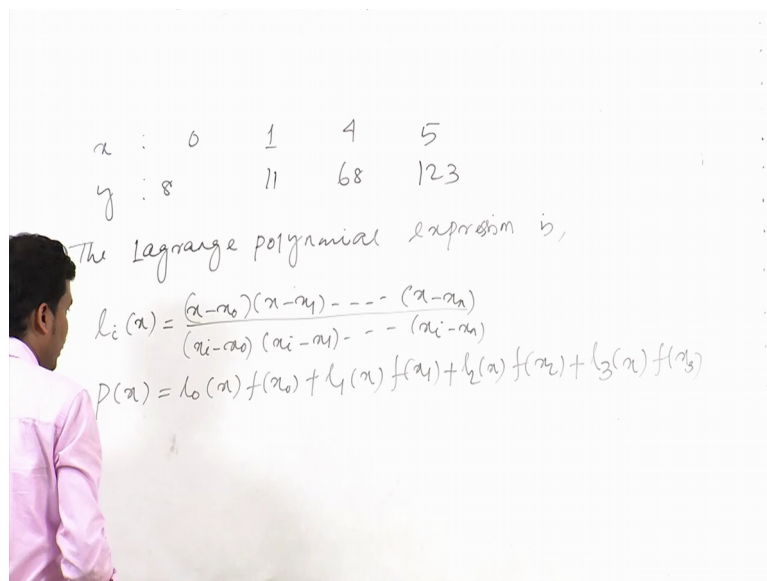 x : 0 1 4 5
y : 8 11 68 123
The Lagrange polynomial expression is,
lᵢ(x) = (x-x₀)(x-x₁)---- (x-xₙ) / (xᵢ-x₀)(xᵢ-x₁)--- (xᵢ-xₙ)
P(x) = l₀(x) f(x₀) + l₁(x) f(x₁) + l₂(x) f(x₂) + l₃(x) f(x₃)